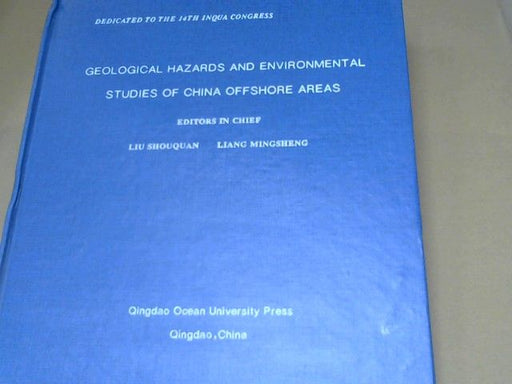 DEDICATED TO THE 14TH INQUA CONGRESS
GEOLOGICAL HAZARDS AND ENVIRONMENTAL
STUDIES OF CHINA OFFSHORE AREAS
EDITORS IN CHIEF
LIU SHOUQUAN LIANG MINGSHENG
Qingdao Ocean University Press
Qingdao, China